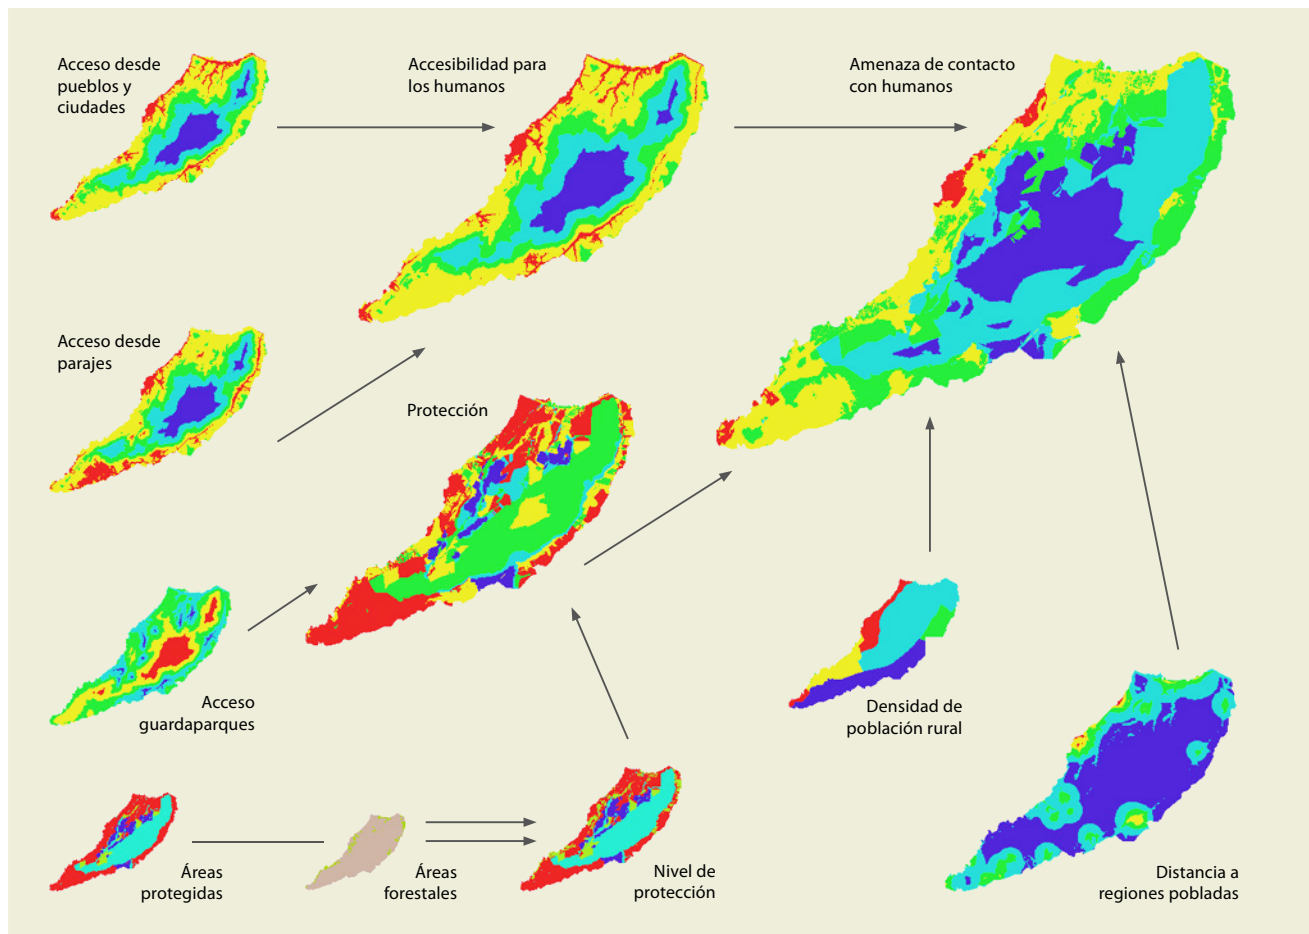 Acceso desde
pueblos y
ciudades
Accesibilidad para
los humanos
Amenaza de contacto
con humanos
Acceso desde
parajes
Protección
Acceso
guardaparques
Densidad de
población rural
Áreas
protegidas
Áreas
forestales
Nivel de
protección
Distancia a
regiones pobladas